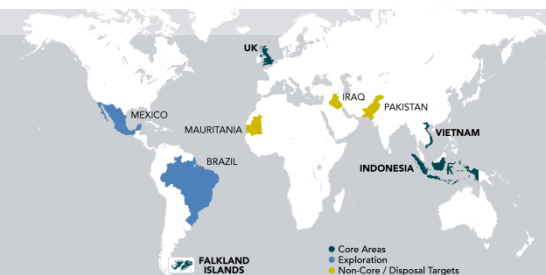 UK
IRAQ
MEXICO
PAKISTAN
MAURITANIA
VIETNAM
BRAZIL
INDONESIA
Core Areas
Exploration
FALKLAND
ISLANDS
Non-Core / Disposal Targets